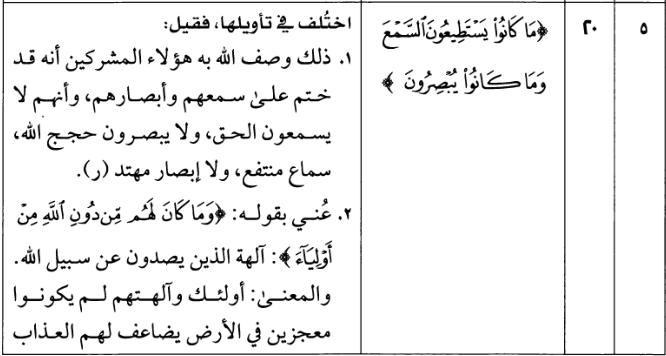 ٥
٢٠
﴿مَا كَانُوا۟ يَسْتَطِيعُونَ ٱلسَّمْعَ
وَمَا كَانُوا۟ يُبْصِرُونَ ﴾
اختُلف في تأويلها، فقيل:
١. ذلك وصف الله به هؤلاء المشركين أنه قد
ختم علىٰ سمعهم وأبصارهم، وأنهم لا
يسمعون الحق، ولا يبصرون حجج الله،
سماع منتفع، ولا إبصار مهتد (ر).
٢. عُني بقوله: ﴿وَمَا كَانَ لَهُم مِّن دُونِ ٱللَّهِ مِنْ
أَوْلِيَآءَ﴾: آلهة الذين يصدون عن سبيل الله.
والمعنىٰ: أولئك وآلهتهم لم يكونوا
معجزين في الأرض يضاعف لهم العذاب